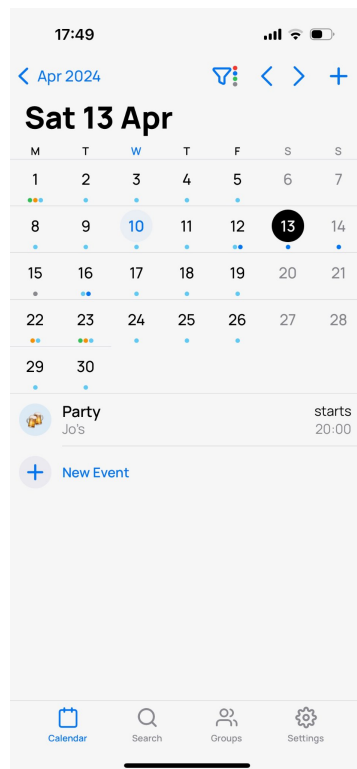 17:49
Apr 2024
Sat 13 Apr
M T W T F S S
1 2 3 4 5 6 7
8 9 10 11 12 13 14
15 16 17 18 19 20 21
22 23 24 25 26 27 28
29 30
Party starts
Jo's 20:00
New Event
Calendar Search Groups Settings